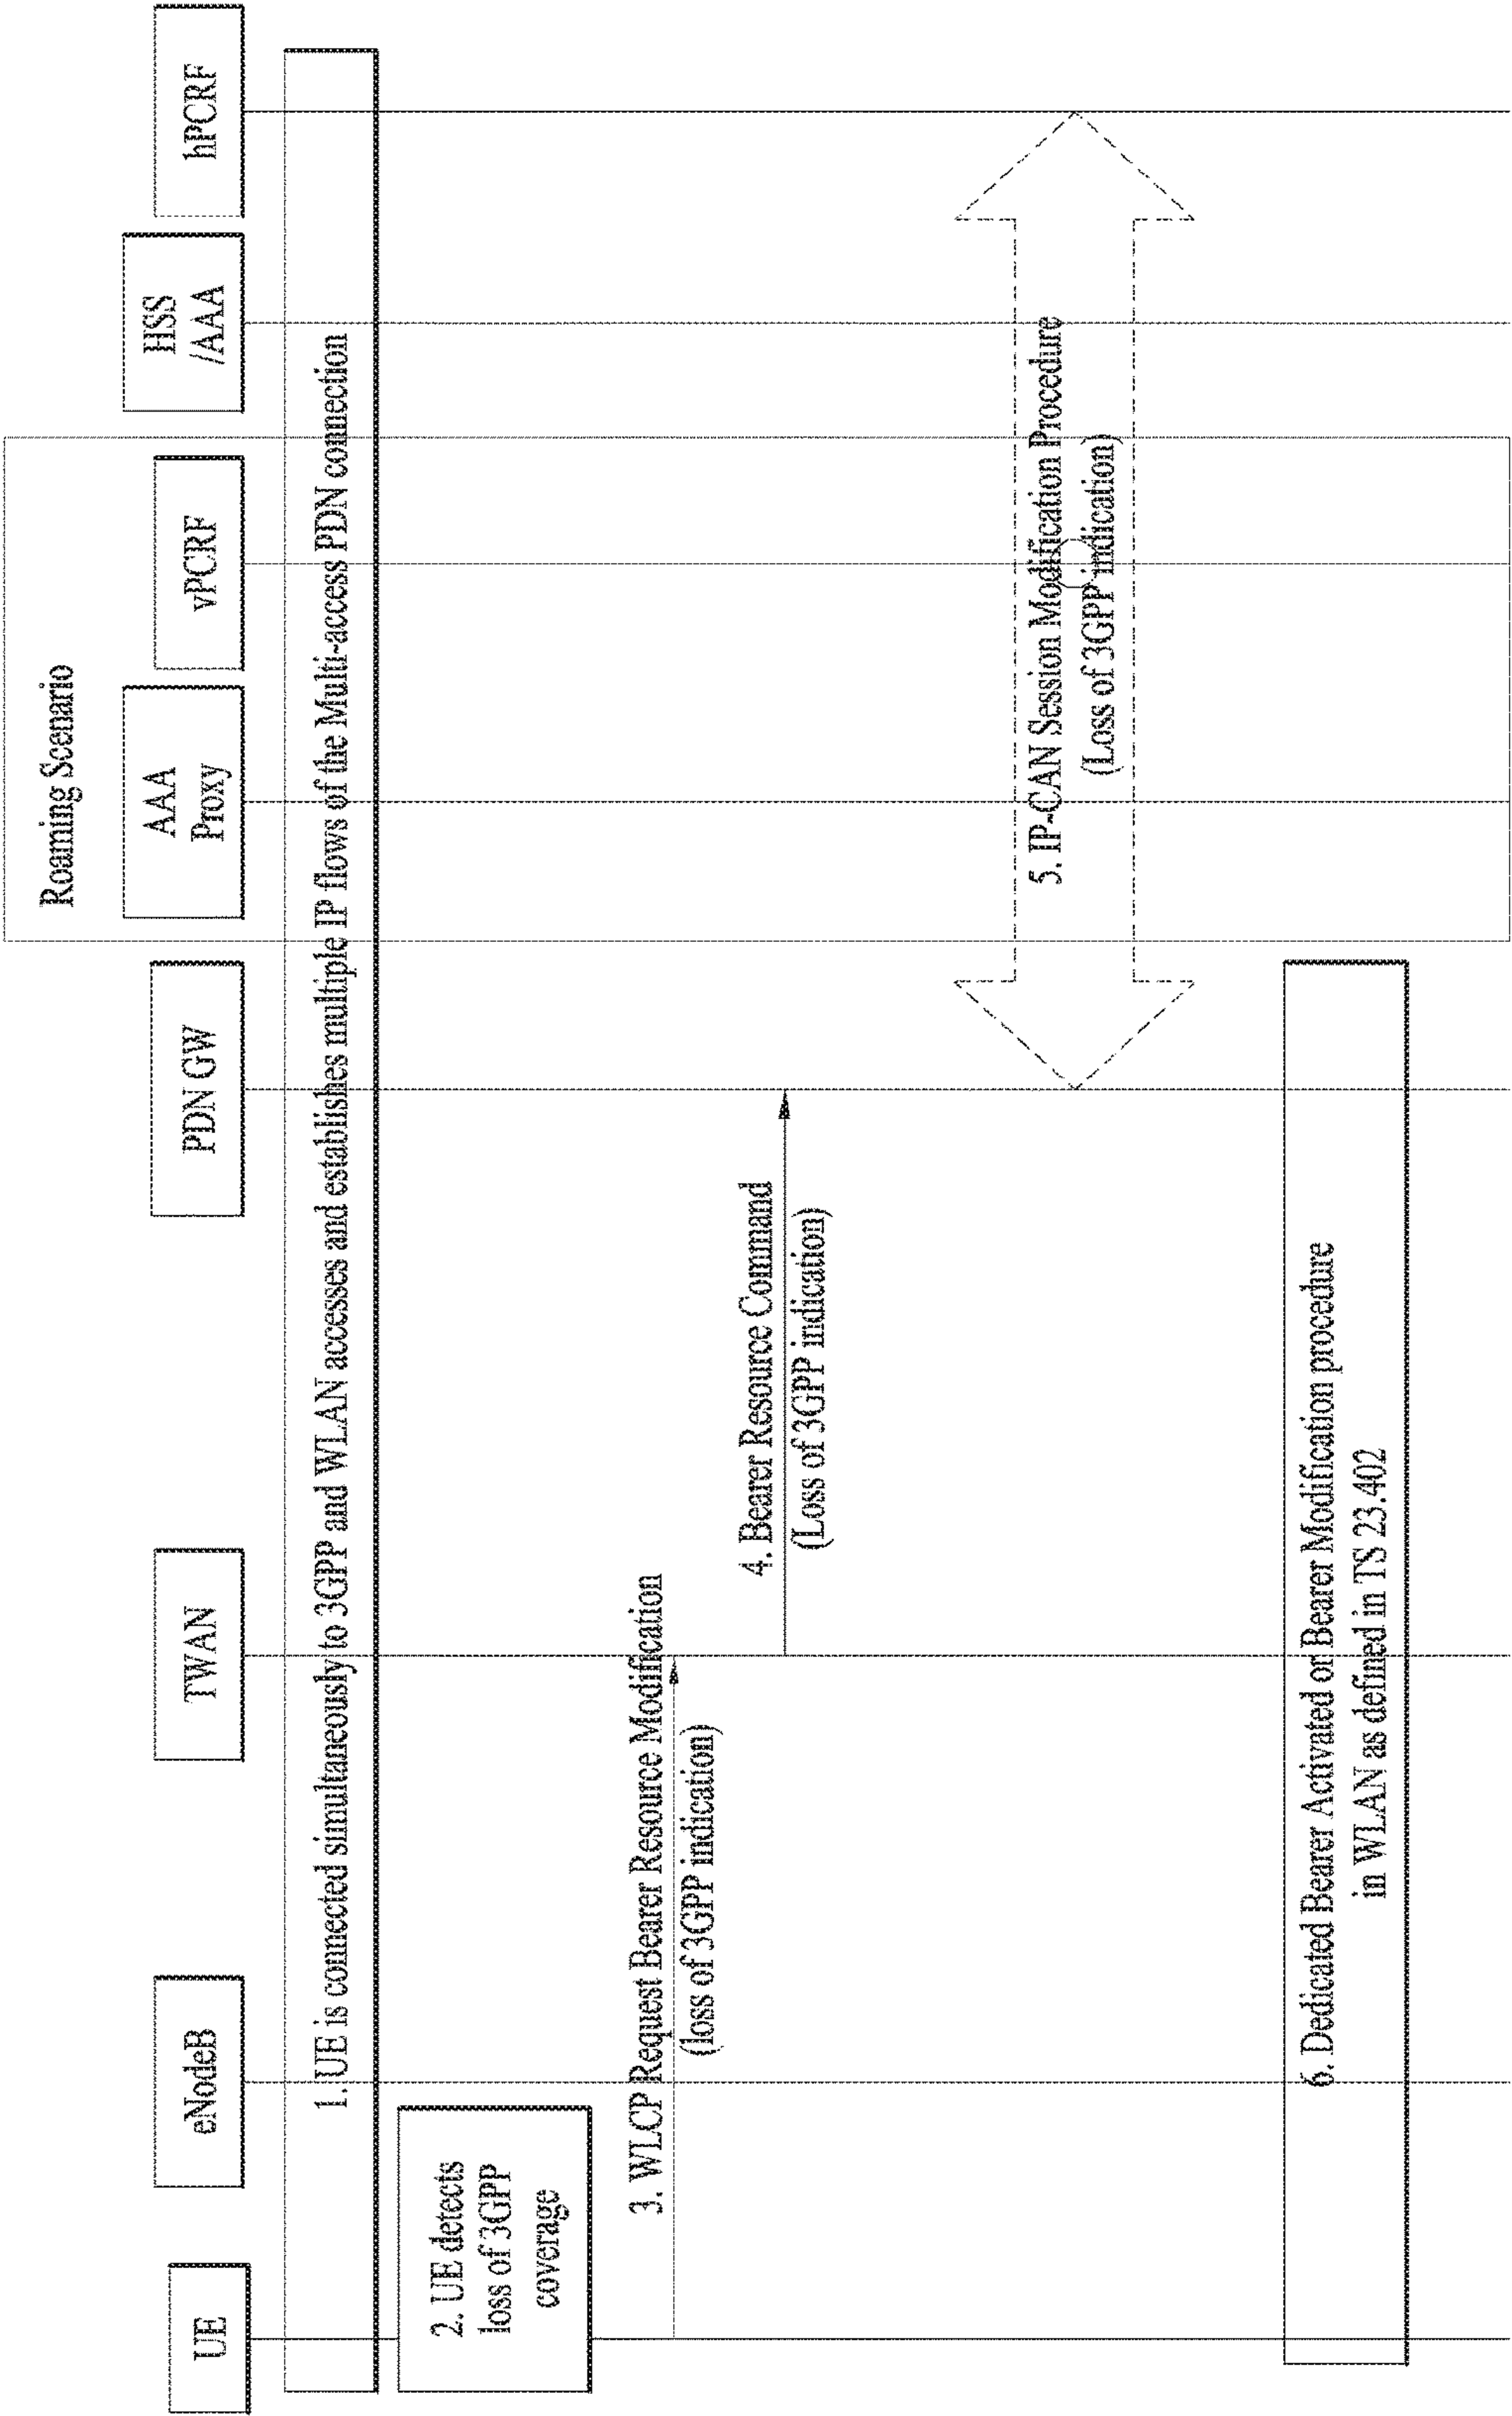 Roaming Scenario
UE
eNodeB
TWAN
PDN GW
AAA
Proxy
vPCRF
HSS
/AAA
hPCRF
1. UE is connected simultaneously to 3GPP and WLAN accesses and establishes multiple IP flows of the Multi-access PDN connection
2. UE detects
loss of 3GPP
coverage
3. WLCP Request Bearer Resource Modification
(loss of 3GPP indication)
4. Bearer Resource Command
(Loss of 3GPP indication)
5. IP-CAN Session Modification Procedure
(Loss of 3GPP indication)
6. Dedicated Bearer Activated or Bearer Modification procedure
in WLAN as defined in TS 23.402